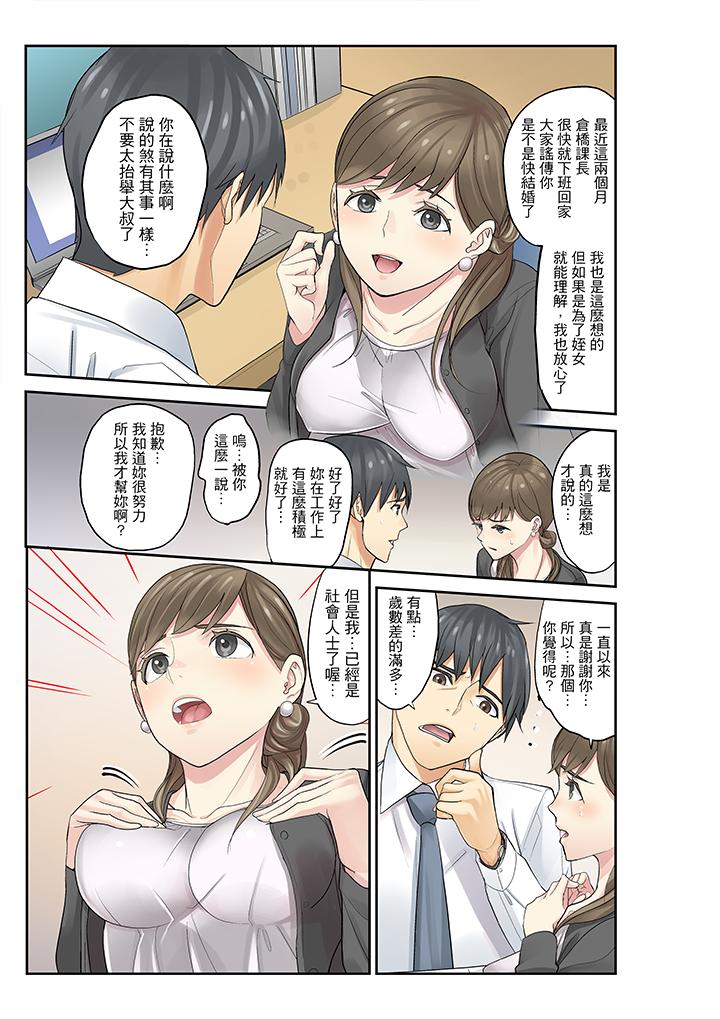 最近這兩個月
倉橋課長
很快就下班回家
大家謠傳你
是不是快結婚了
我也是這麼想的
但如果是為了姪女
就能理解，我也放心了
你在說什麼啊
說的煞有其事一樣…
不要太抬舉大叔了
我是
真的這麼想
才說的…
好了好了
妳在工作上
有這麼積極
就好了…
嗚…被你
這麼一說…
抱歉…
我知道妳很努力
所以我才幫妳啊？
一直以來
真是謝謝你…
所以…那個…
你覺得呢？
有點…
歲數差的滿多…
但是我…已經是
社會人士了喔…